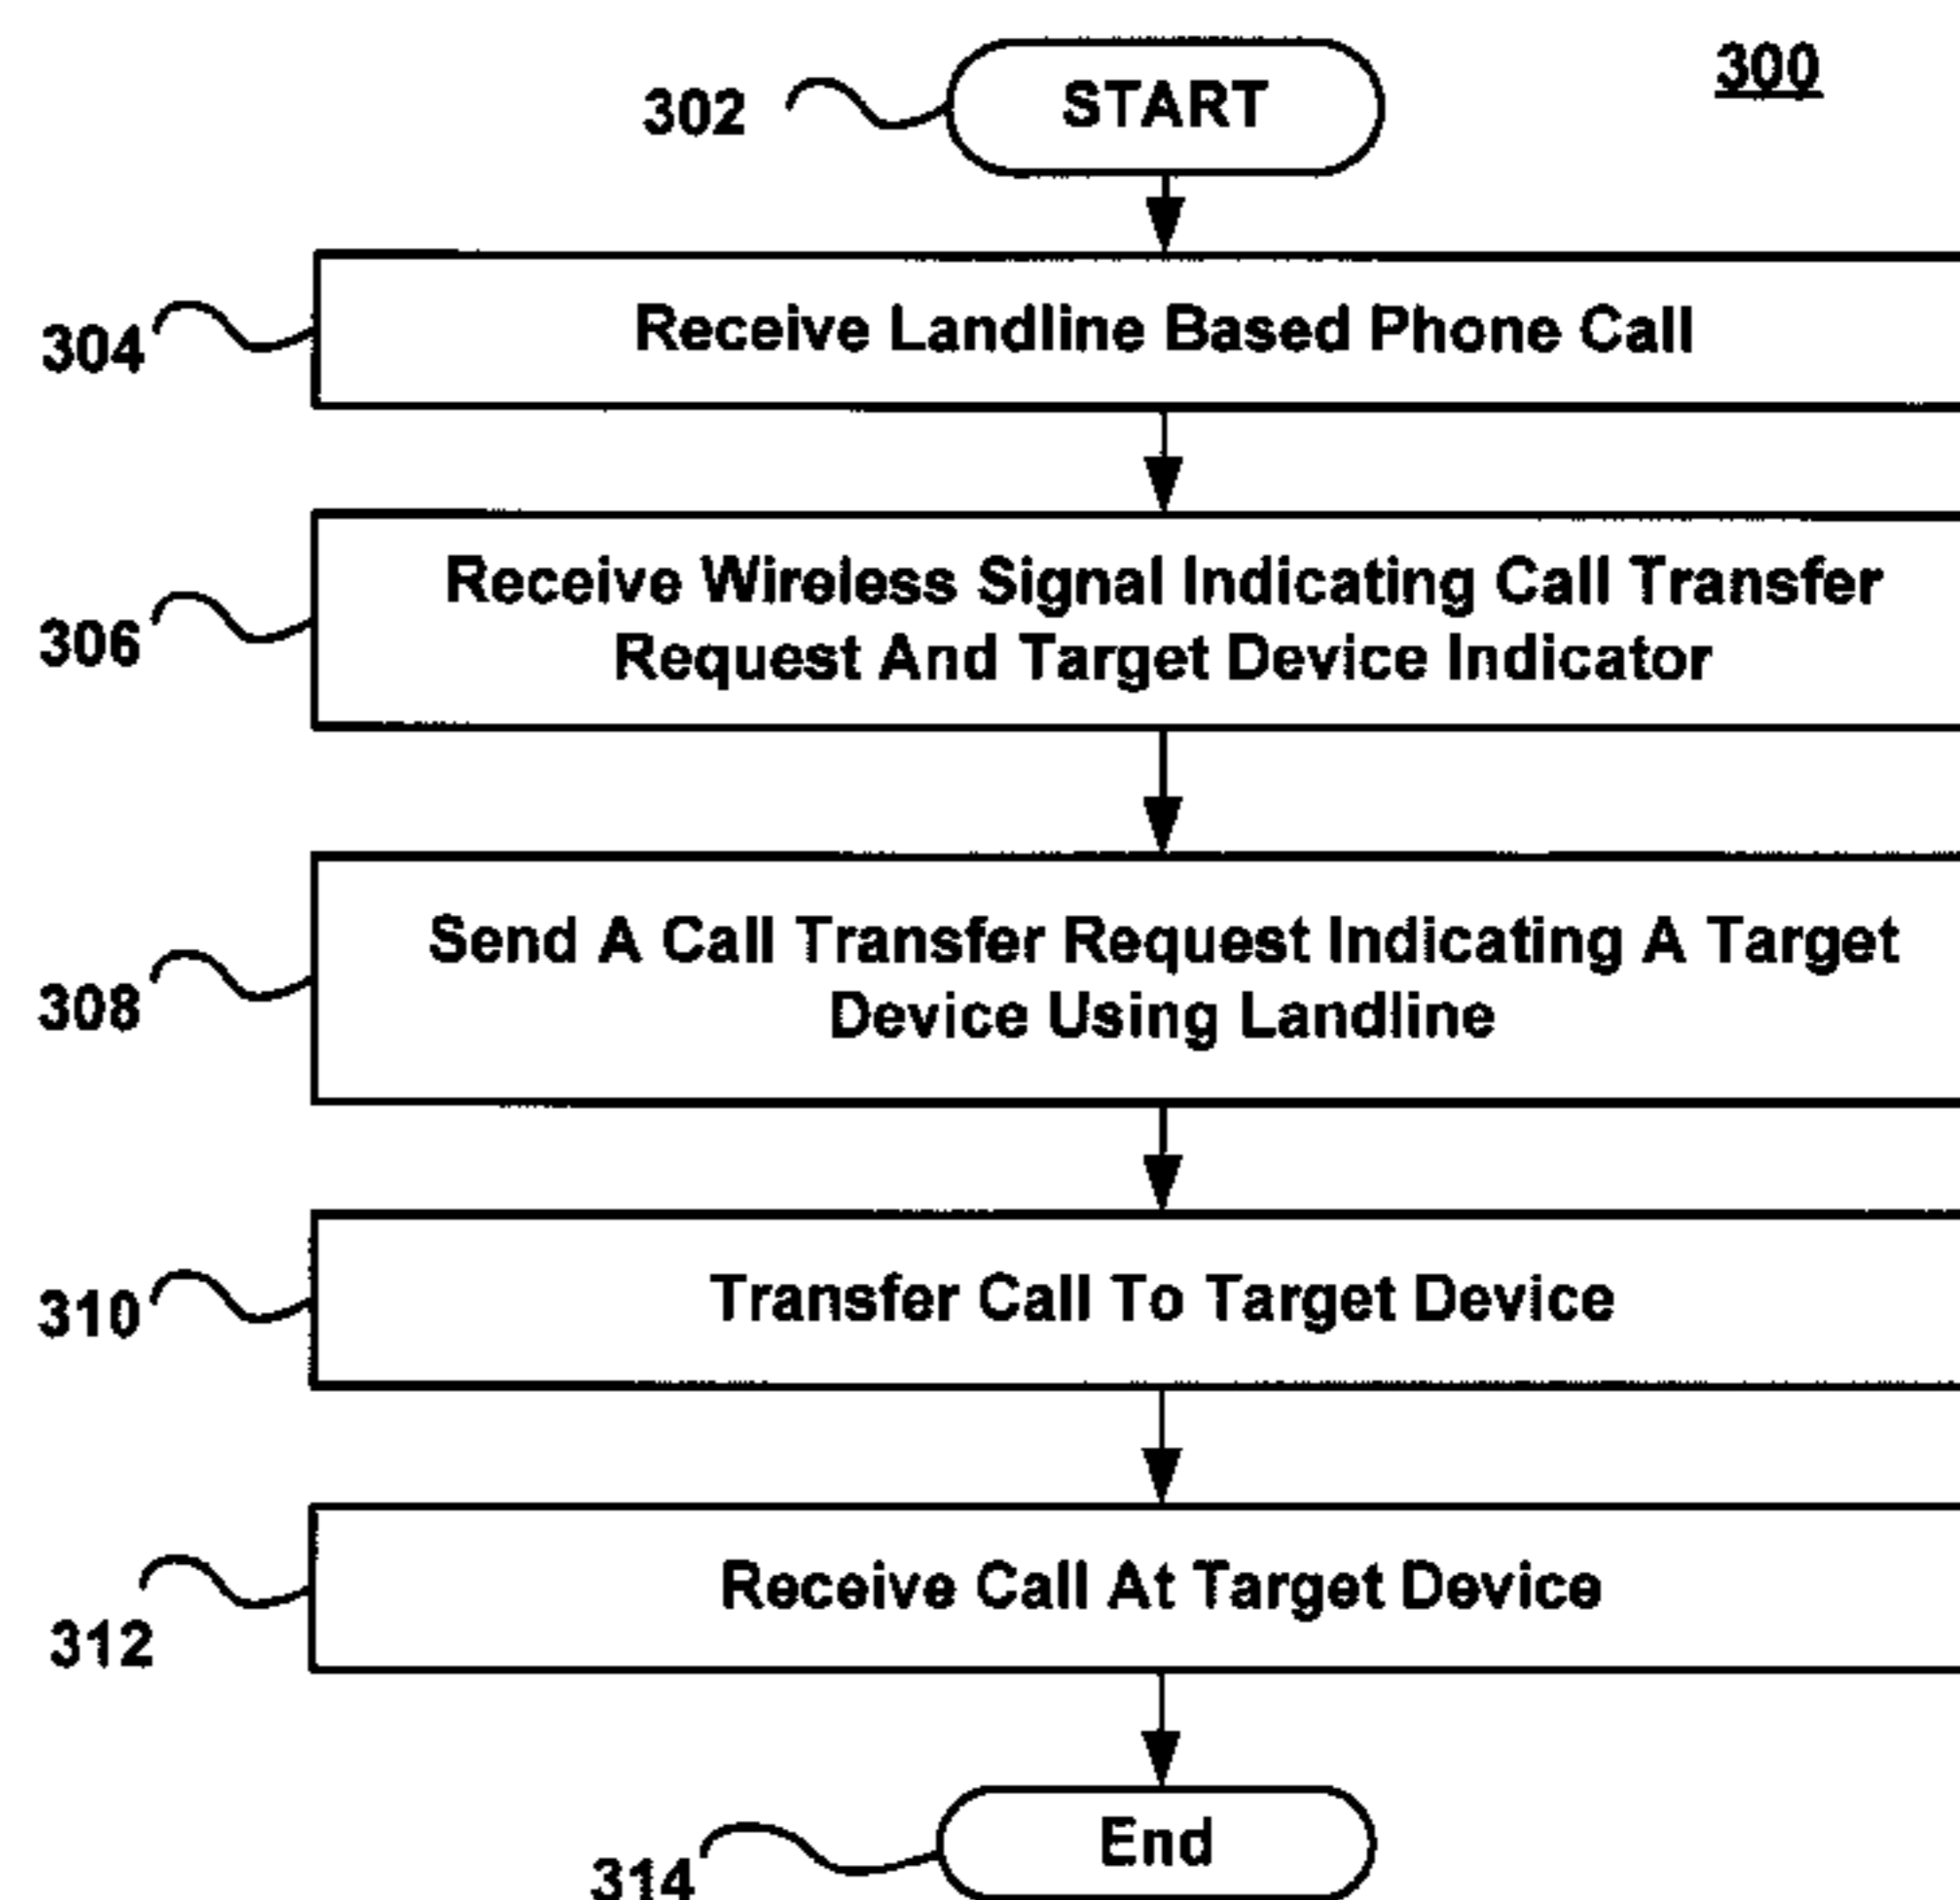 300
302 START
304 Receive Landline Based Phone Call
306 Receive Wireless Signal Indicating Call Transfer
Request And Target Device Indicator
308 Send A Call Transfer Request Indicating A Target
Device Using Landline
310 Transfer Call To Target Device
312 Receive Call At Target Device
314 End